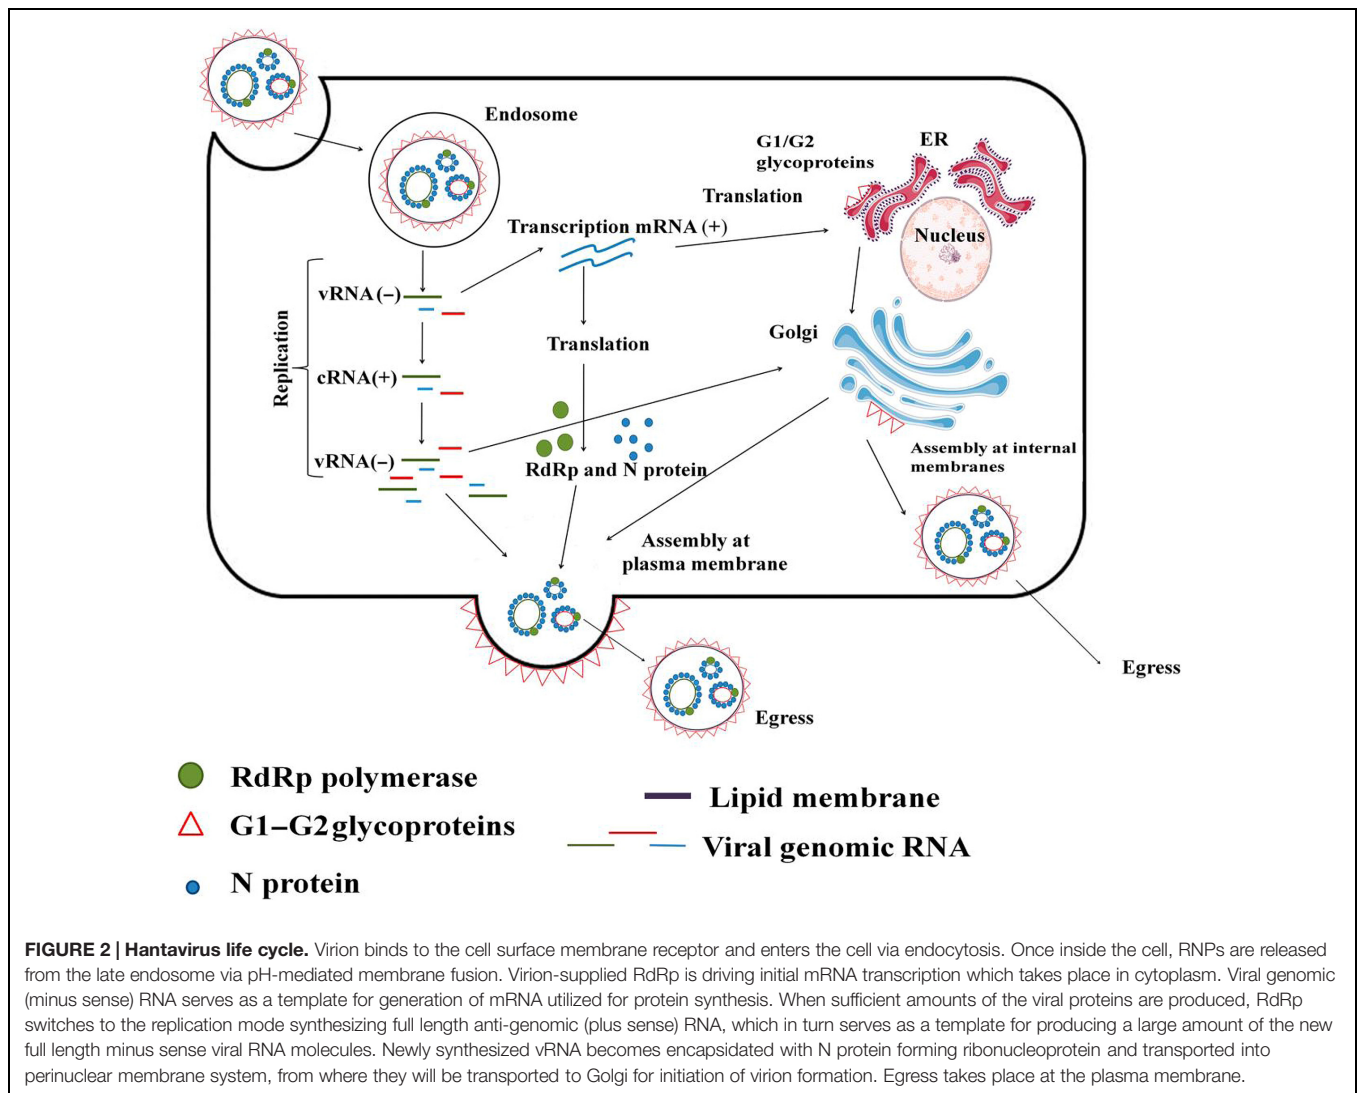 Endosome
G1/G2
glycoproteins
ER
Translation
Transcription mRNA (+)
Nucleus
vRNA(−)
Replication
Golgi
Translation
cRNA(+)
vRNA(−)
RdRp and N protein
Assembly at internal
membranes
Assembly at
plasma membrane
Egress
Egress
RdRp polymerase
Lipid membrane
G1−G2glycoproteins
Viral genomic RNA
N protein
FIGURE 2 | Hantavirus life cycle. Virion binds to the cell surface membrane receptor and enters the cell via endocytosis. Once inside the cell, RNPs are released
from the late endosome via pH-mediated membrane fusion. Virion-supplied RdRp is driving initial mRNA transcription which takes place in cytoplasm. Viral genomic
(minus sense) RNA serves as a template for generation of mRNA utilized for protein synthesis. When sufficient amounts of the viral proteins are produced, RdRp
switches to the replication mode synthesizing full length anti-genomic (plus sense) RNA, which in turn serves as a template for producing a large amount of the new
full length minus sense viral RNA molecules. Newly synthesized vRNA becomes encapsidated with N protein forming ribonucleoprotein and transported into
perinuclear membrane system, from where they will be transported to Golgi for initiation of virion formation. Egress takes place at the plasma membrane.